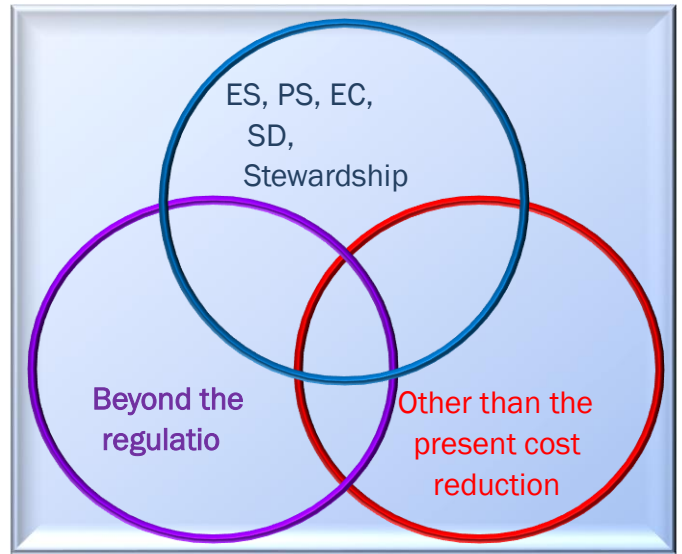 ES, PS, EC,
SD,
Stewardship
Beyond the
regulatio
Other than the
present cost
reduction